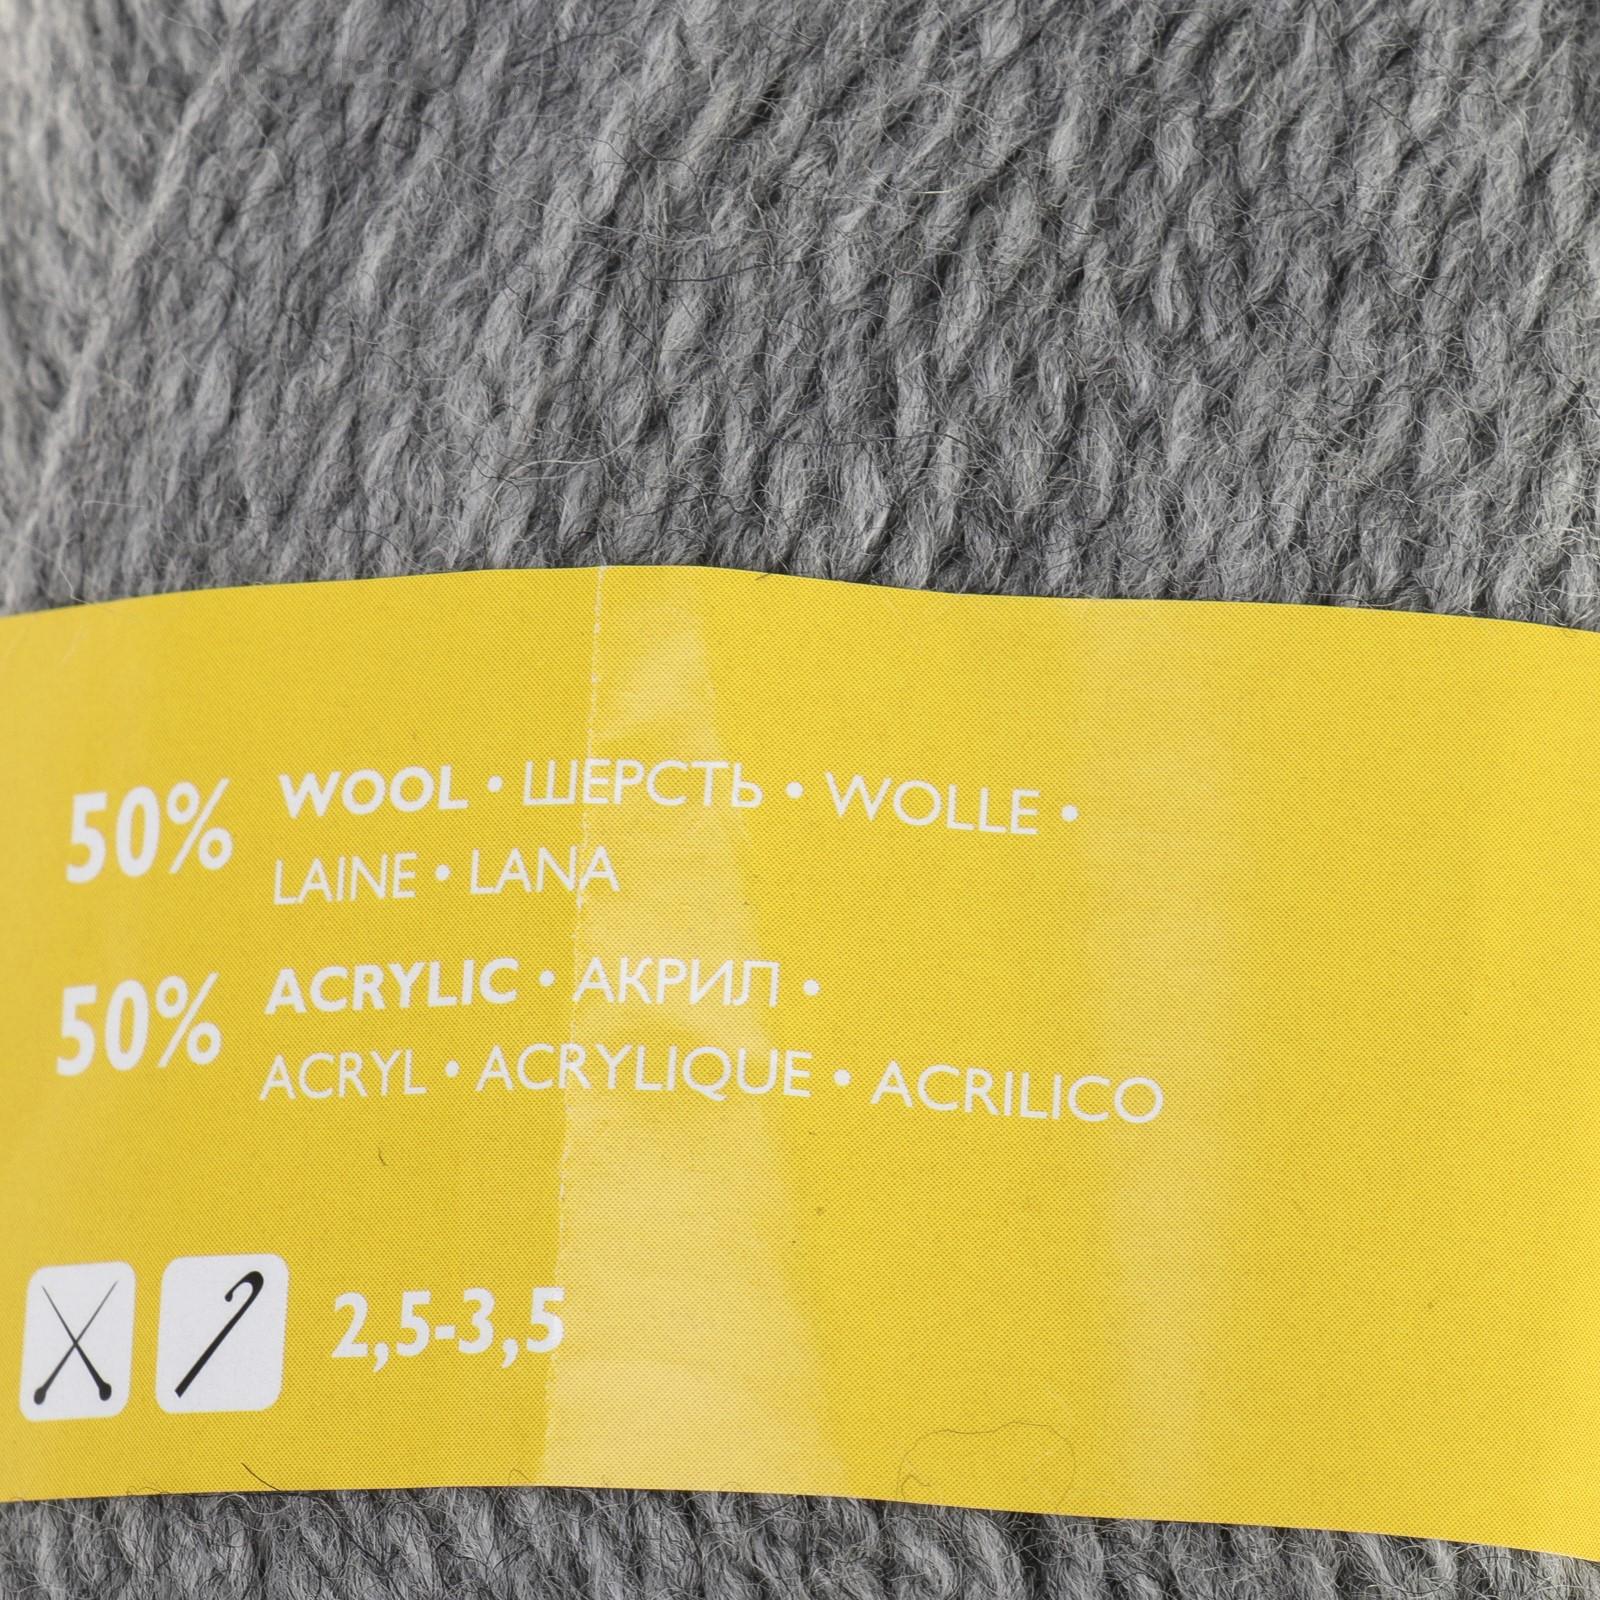 50% WOOL • ШЕРСТЬ • WOLLE •
LAINE • LANA
50% ACRYLIC • АКРИЛ •
ACRYL • ACRYLIQUE • ACRILICO
2,5-3,5